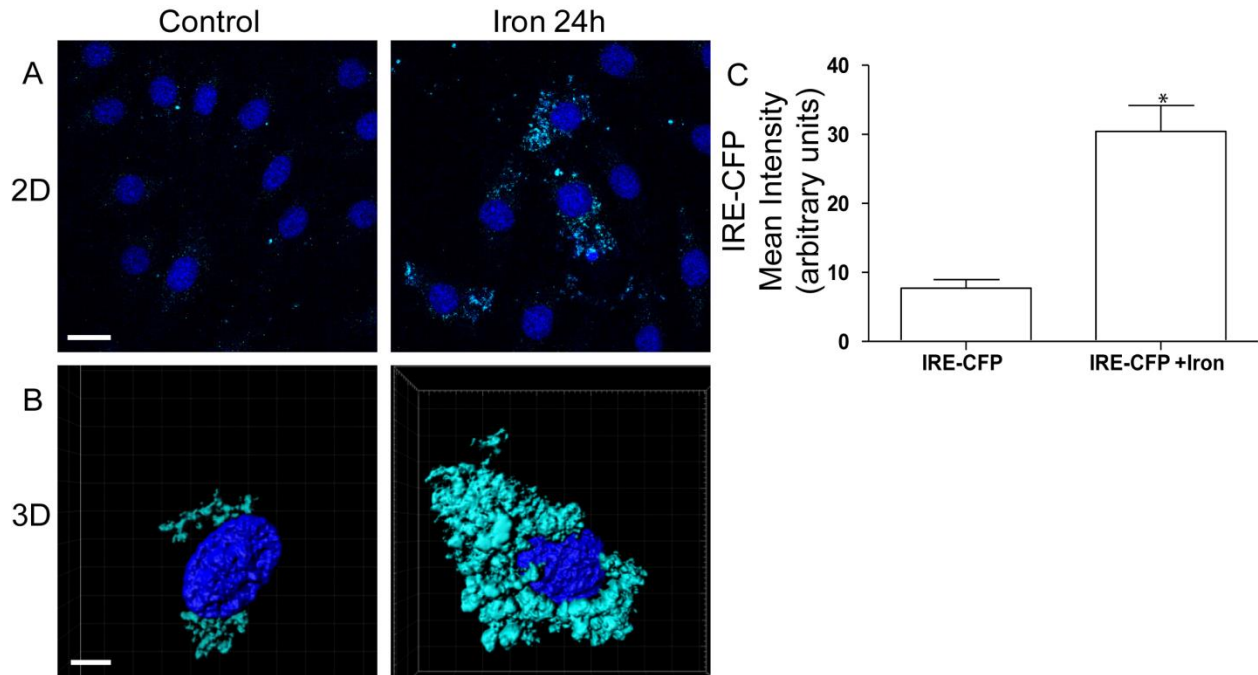 Control
Iron 24h
A
2D
B
3D
C
IRE-CFP
Mean Intensity
(arbitrary units)
40
30
20
10
0
*
IRE-CFP
IRE-CFP +Iron